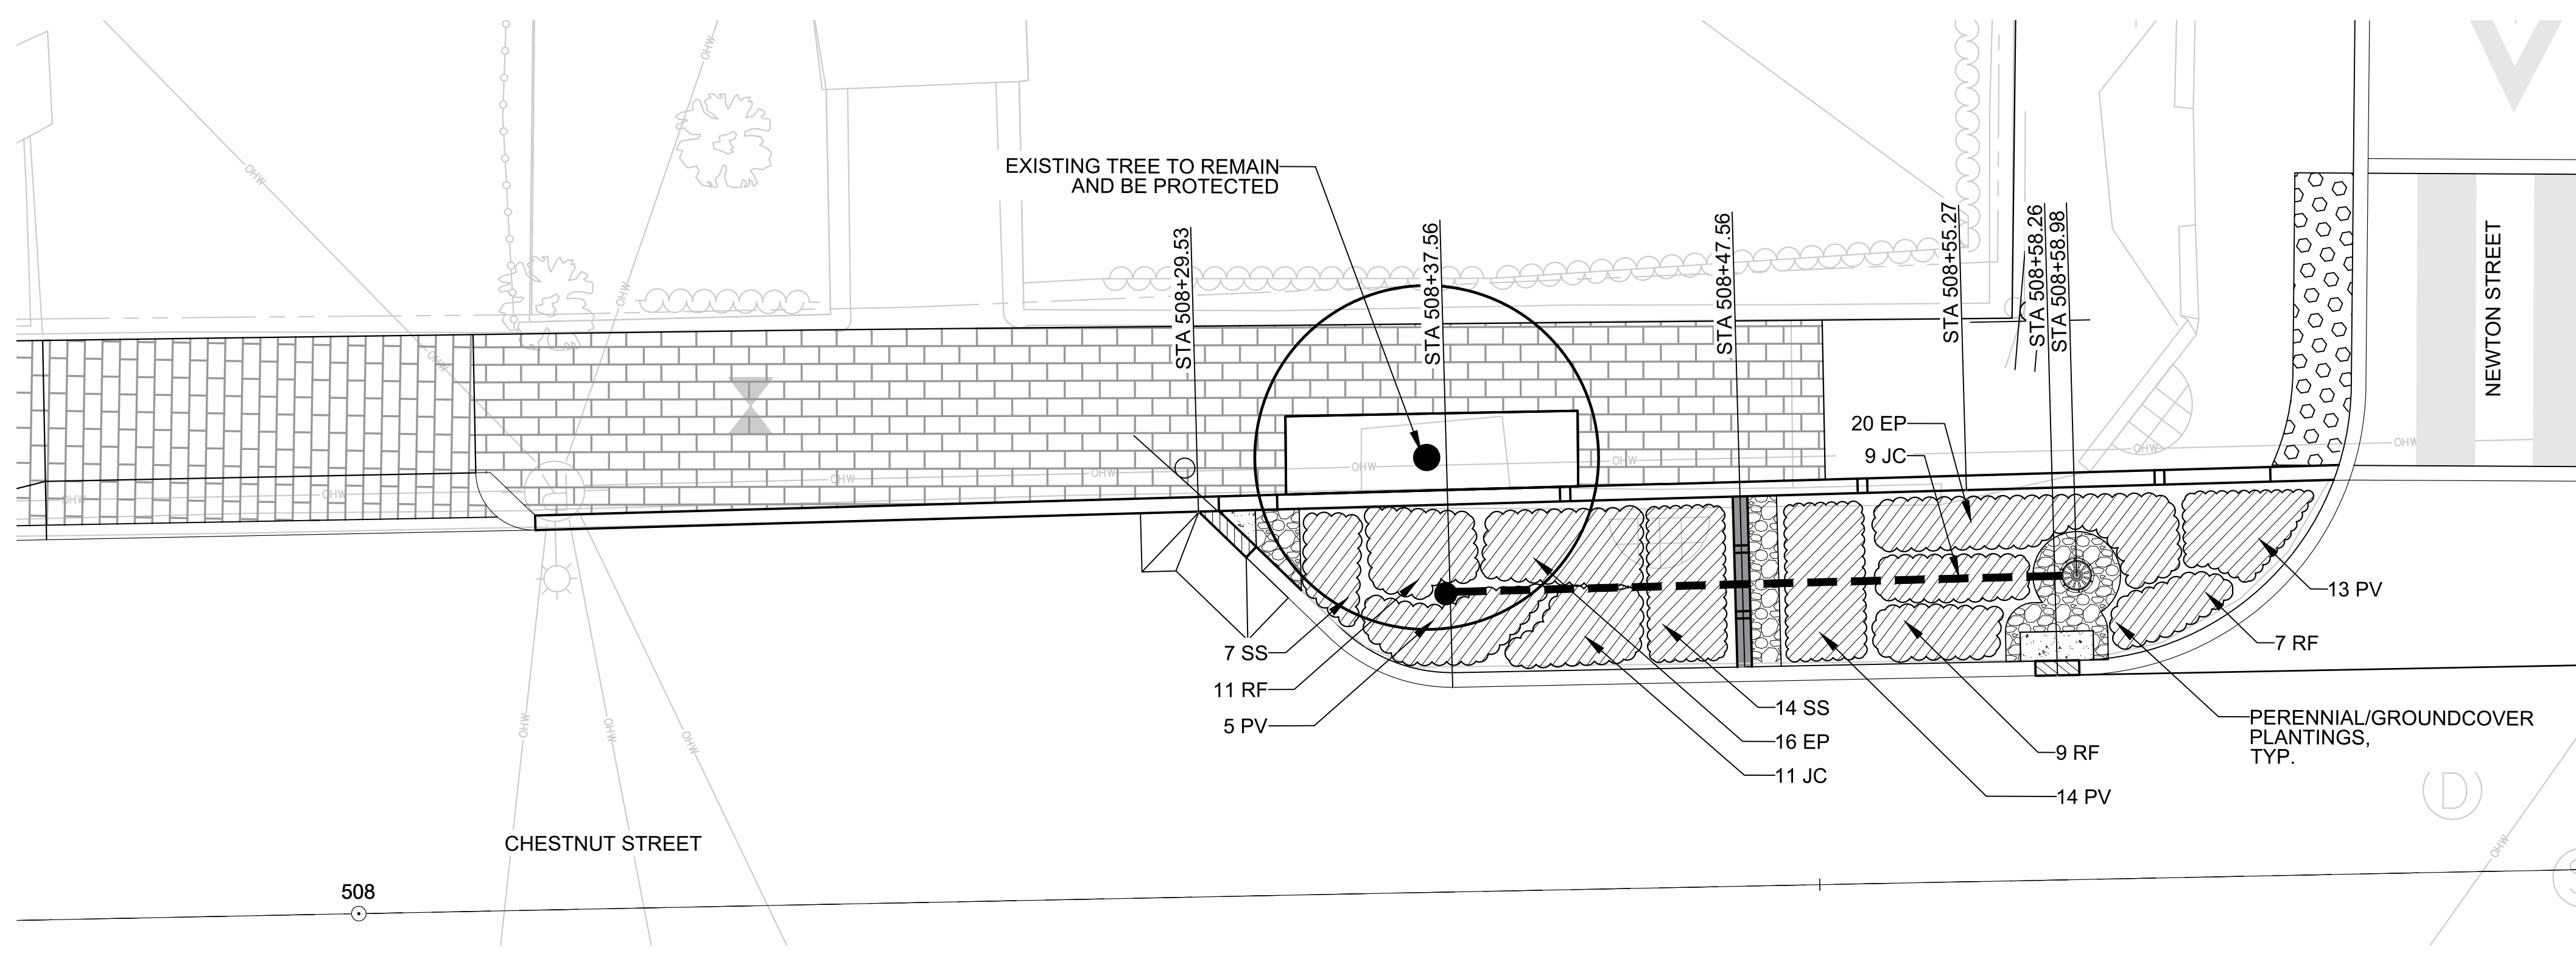 OHW
OHW
EXISTING TREE TO REMAIN
AND BE PROTECTED
STA 508+29.53
STA 508+37.56
STA 508+47.56
STA 508+55.27
STA 508+58.26
STA 508+58.98
NEWTON STREET
OHW
OHW
20 EP
9 JC
OHW
OHW
OHW
OHW
OHW
OHW
OHW
OHW
13 PV
7 RF
7 SS
11 RF
5 PV
14 SS
16 EP
11 JC
9 RF
14 PV
PERENNIAL/GROUNDCOVER
PLANTINGS,
TYP.
OHW
OHW
OHW
D
OHW
CHESTNUT STREET
508